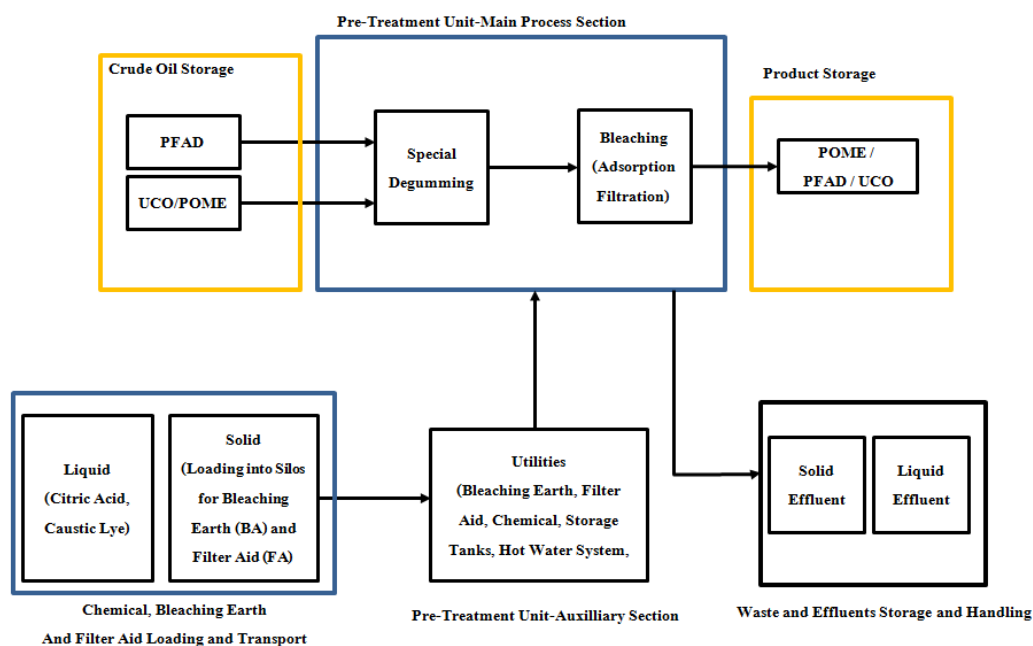 Pre-Treatment Unit-Main Process Section
Crude Oil Storage
PFAD
UCO/POME
Special
Degumming
Bleaching
(Adsorption
Filtration)
Product Storage
POME /
PFAD / UCO
Liquid
(Citric Acid,
Caustic Lye)
Solid
(Loading into Silos
for Bleaching
Earth (BA) and
Filter Aid (FA)
Chemical, Bleaching Earth
And Filter Aid Loading and Transport
Utilities
(Bleaching Earth, Filter
Aid, Chemical, Storage
Tanks, Hot Water System,
Pre-Treatment Unit-Auxilliary Section
Solid
Effluent
Liquid
Effluent
Waste and Effluents Storage and Handling